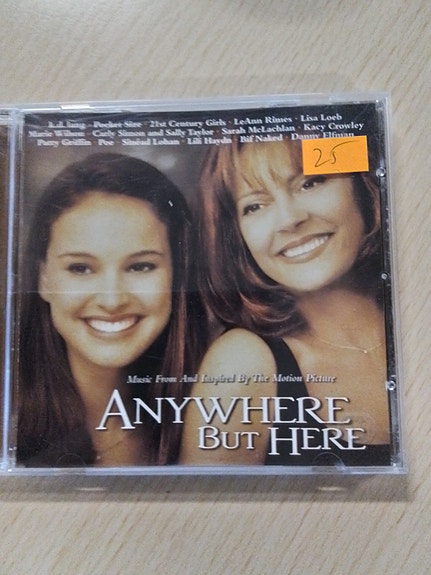 k.d. lang · Pocket Size · 21st Century Girls · LeAnn Rimes · Lisa Loeb
Marie Wilson · Carly Simon and Sally Taylor · Sarah McLachlan · Kacy Crowley
Patty Griffin · Poe · Sinéad Lohan · Lili Haydn · Bif Naked · Danny Elfman
25
Music From And Inspired By The Motion Picture
ANYWHERE
BUT HERE